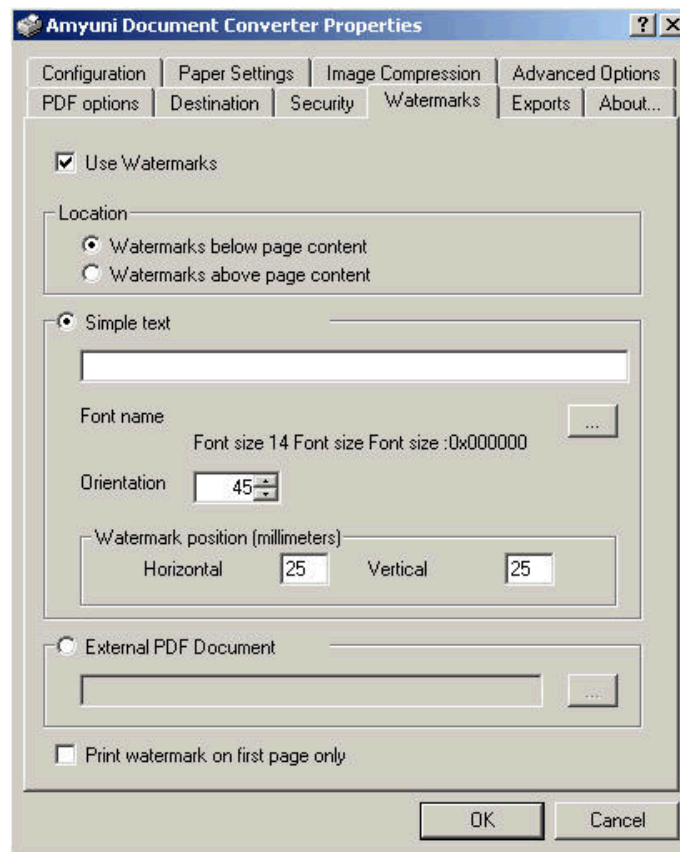 Amyuni Document Converter Properties
Configuration Paper Settings Image Compression Advanced Options
PDF options Destination Security Watermarks Exports About...
Use Watermarks
Location
Watermarks below page content
Watermarks above page content
Simple text
Font name
...
Font size 14 Font size Font size :0x000000
Orientation 45
Watermark position (millimeters)
Horizontal 25 Vertical 25
External PDF Document
...
Print watermark on first page only
OK Cancel